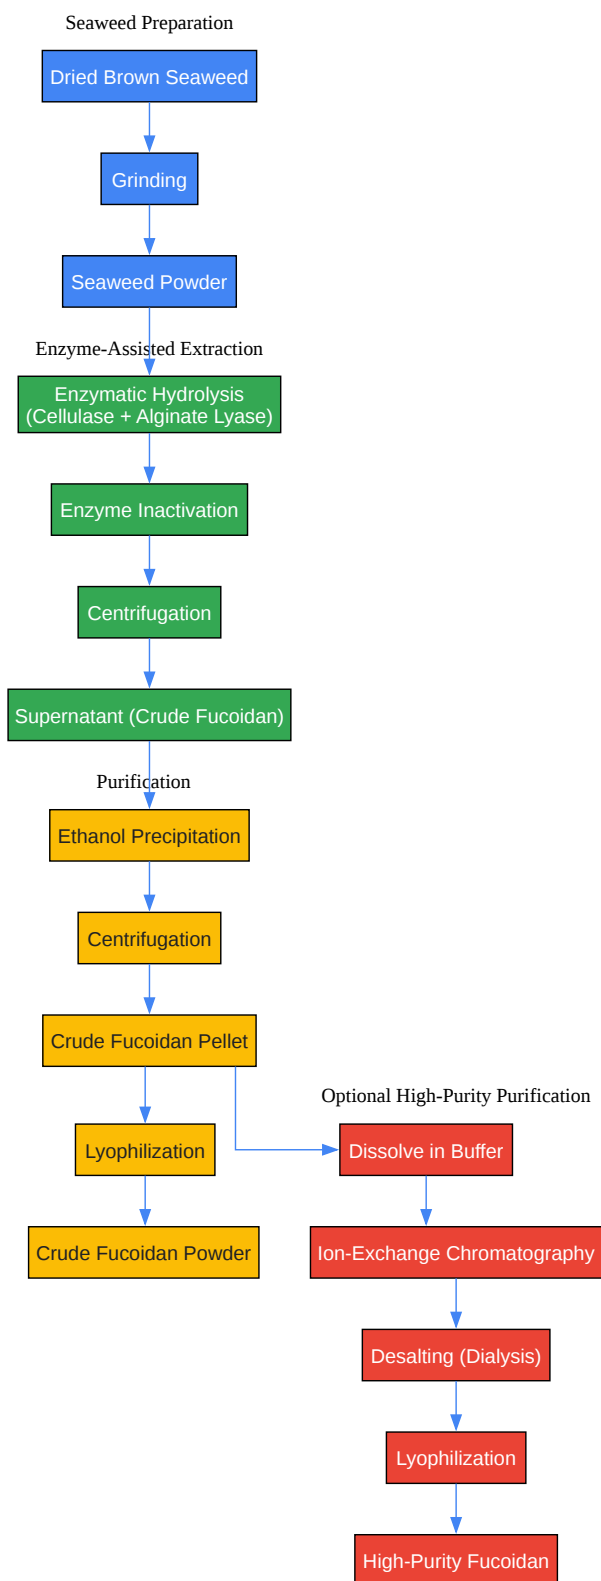 Seaweed Preparation
Dried Brown Seaweed
Grinding
Seaweed Powder
Enzyme-Assisted Extraction
Enzymatic Hydrolysis
(Cellulase + Alginate Lyase)
Enzyme Inactivation
Centrifugation
Supernatant (Crude Fucoidan)
Purification
Ethanol Precipitation
Centrifugation
Crude Fucoidan Pellet
Lyophilization
Crude Fucoidan Powder
Optional High-Purity Purification
Dissolve in Buffer
Ion-Exchange Chromatography
Desalting (Dialysis)
Lyophilization
High-Purity Fucoidan